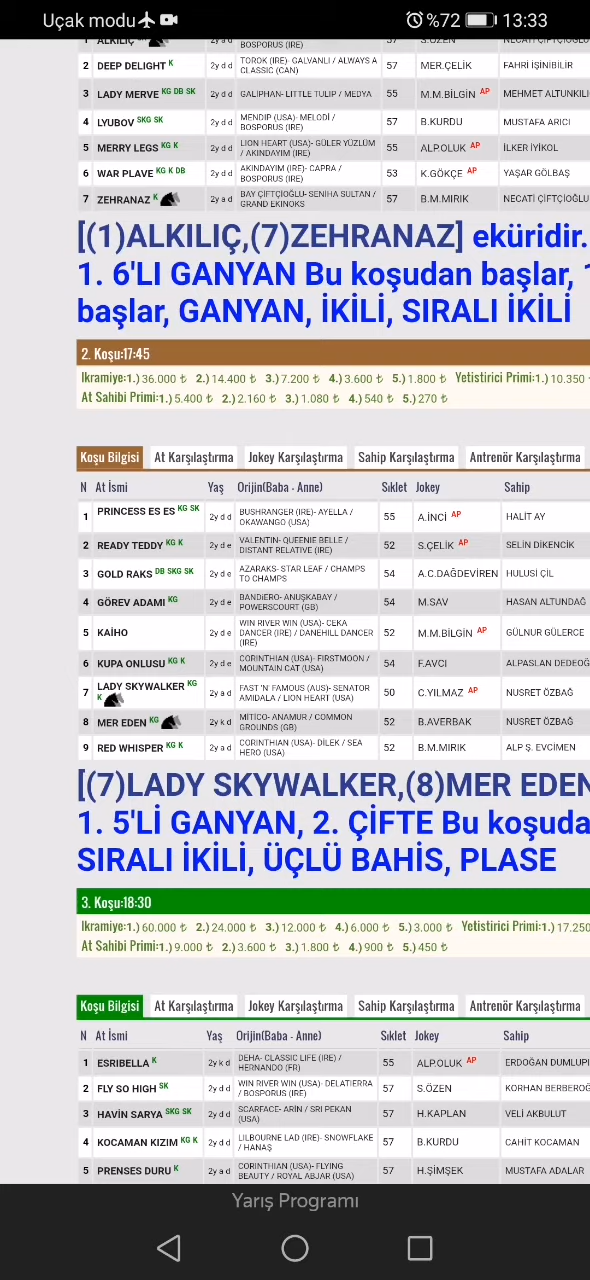 Uçak modu %72 13:33
1 ALKILIÇ BOSPORUS (IRE) 57 S.ÖZEN NECATİ ÇİFTÇİOĞLU
2 DEEP DELIGHT K 2y d d TOROK (IRE)- GALVANLI / ALWAYS A 57 MER.ÇELİK FAHRİ İŞİNİBİLİR
CLASSIC (CAN)
3 LADY MERVE KG DB SK 2y d d GALIPHAN- LITTLE TULIP / MEDYA 55 M.M.BİLGİN AP MEHMET ALTUNKILI
4 LYUBOV SKG SK 2y d d MENDIP (USA)- MELODİ / 57 B.KURDU MUSTAFA ARICI
BOSPORUS (IRE)
5 MERRY LEGS KG K 2y d d LION HEART (USA)- GÜLER YÜZLÜM 55 ALP.OLUK AP İLKER İYİKOL
/ AKINDAYIM (IRE)
6 WAR PLAVE KG K DB 2y d d AKINDAYIM (IRE)- CAPRA / 53 K.GÖKÇE AP YAŞAR GÖLBAŞ
BOSPORUS (IRE)
7 ZEHRANAZ K 2y a d BAY ÇİFTÇİOĞLU- SENİHA SULTAN / 57 B.M.MIRIK NECATİ ÇİFTÇİOĞLU
GRAND EKINOKS
[(1)ALKILIÇ,(7)ZEHRANAZ] eküridir.
1. 6'LI GANYAN Bu koşudan başlar, 1
başlar, GANYAN, İKİLİ, SIRALI İKİLİ
2. Koşu:17:45
Ikramiye:1.) 36.000 ₺ 2.) 14.400 ₺ 3.) 7.200 ₺ 4.) 3.600 ₺ 5.) 1.800 ₺ Yetistirici Primi:1.) 10.350
At Sahibi Primi:1.) 5.400 ₺ 2.) 2.160 ₺ 3.) 1.080 ₺ 4.) 540 ₺ 5.) 270 ₺
Koşu Bilgisi At Karşılaştırma Jokey Karşılaştırma Sahip Karşılaştırma Antrenör Karşılaştırma
N At İsmi Yaş Orijin(Baba - Anne) Sıklet Jokey Sahip
1 PRINCESS ES ES KG SK 2y d e BUSHRANGER (IRE)- AYELLA / 55 A.İNCİ AP HALİT AY
OKAWANGO (USA)
2 READY TEDDY KG K 2y d e VALENTIN- QUEENIE BELLE / 52 S.ÇELİK AP SELİN DİKENCİK
DISTANT RELATIVE (IRE)
3 GOLD RAKS DB SKG SK 2y d e AZARAKS- STAR LEAF / CHAMPS 54 A.C.DAĞDEVİREN HULUSİ ÇİL
TO CHAMPS
4 GÖREV ADAMI KG 2y d e BANDIERO- ANUŞKABAY / 54 M.SAV HASAN ALTUNDAĞ
POWERSCOURT (GB)
5 KAİHO 2y d e WIN RIVER WIN (USA)- CEKA 52 M.M.BİLGİN AP GÜLNUR GÜLERCE
DANCER (IRE) / DANEHILL DANCER
(IRE)
6 KUPA ONLUSU KG K 2y d e CORINTHIAN (USA)- FIRSTMOON / 54 F.AVCI ALPASLAN DEDEOĞ
MOUNTAIN CAT (USA)
7 LADY SKYWALKER KG K 2y a d FAST 'N' FAMOUS (AUS)- SENATOR 50 C.YILMAZ AP NUSRET ÖZBAĞ
AMIDALA / LION HEART (USA)
8 MER EDEN KG 2y k d MİTİCO- ANAMUR / COMMON 52 B.AVERBAK NUSRET ÖZBAĞ
GROUNDS (GB)
9 RED WHISPER KG K 2y a d CORINTHIAN (USA)- DİLEK / SEA 52 B.M.MIRIK ALP Ş. EVCİMEN
HERO (USA)
[(7)LADY SKYWALKER,(8)MER EDEN
1. 5'Lİ GANYAN, 2. ÇİFTE Bu koşuda
SIRALI İKİLİ, ÜÇLÜ BAHİS, PLASE
3. Koşu:18:30
Ikramiye:1.) 60.000 ₺ 2.) 24.000 ₺ 3.) 12.000 ₺ 4.) 6.000 ₺ 5.) 3.000 ₺ Yetistirici Primi:1.) 17.250
At Sahibi Primi:1.) 9.000 ₺ 2.) 3.600 ₺ 3.) 1.800 ₺ 4.) 900 ₺ 5.) 450 ₺
Koşu Bilgisi At Karşılaştırma Jokey Karşılaştırma Sahip Karşılaştırma Antrenör Karşılaştırma
N At İsmi Yaş Orijin(Baba - Anne) Sıklet Jokey Sahip
1 ESRIBELLA K 2y k d DEHA- CLASSIC LIFE (IRE) / 55 ALP.OLUK AP ERDOĞAN DUMLUPI
HERNANDO (FR)
2 FLY SO HIGH SK 2y d d WIN RIVER WIN (USA)- DELATIERRA 57 S.ÖZEN KORHAN BERBEROĞ
/ BOSPORUS (IRE)
3 HAVİN SARYA SKG SK 2y d d SCARFACE- ARİN / SRI PEKAN 57 H.KAPLAN VELİ AKBULUT
(USA)
4 KOCAMAN KIZIM KG K 2y d d LILBOURNE LAD (IRE)- SNOWFLAKE 57 B.KURDU CAHİT KOCAMAN
/ HANAŞ
5 PRENSES DURU K 2y a d CORINTHIAN (USA)- FLYING 57 H.ŞİMŞEK MUSTAFA ADALAR
BEAUTY / ROYAL ABJAR (USA)
Yarış Programı